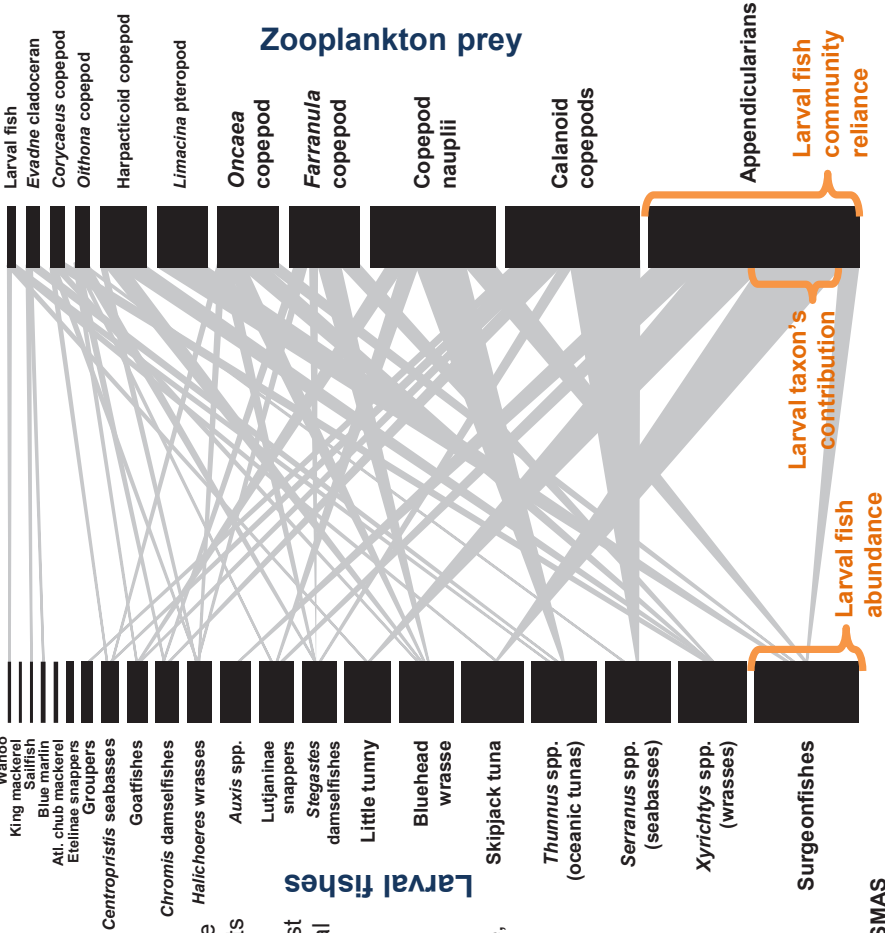 Zooplankton prey
Larval fish
Evadne cladoceran
Corycaeus copepod
Oithona copepod
Harpacticoid copepod
Limacina pteropod
Oncaea
copepod
Farranula
copepod
Copepod
nauplii
Calanoid
copepods
Appendicularians
Larval fish
community
reliance
Larval taxon's
contribution
Larval fish
abundance
Larval fishes
Wahoo
King mackerel
Sailfish
Blue marlin
Atl. chub mackerel
Etelinae snappers
Groupers
Centropristis seabasses
Goatfishes
Chromis damselfishes
Halichoeres wrasses
Auxis spp.
Lutjaninae
snappers
Stegastes
damselfishes
Little tunny
Bluehead
wrasse
Skipjack tuna
Thunnus spp.
(oceanic tunas)
Serranus spp.
(seabasses)
Xyrichtys spp.
(wrasses)
Surgeonfishes
SMAS